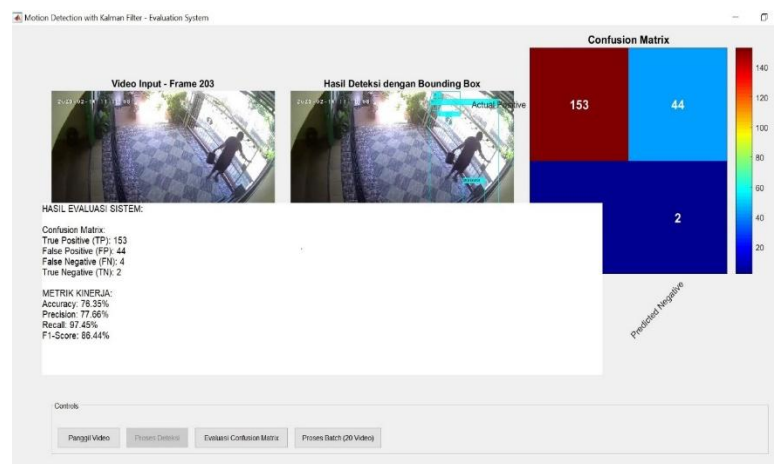 Motion Detection with Kalman Filter - Evaluation System
Confusion Matrix
Video Input - Frame 203
Hasil Deteksi dengan Bounding Box
Actual Positive
153
44
2
140
120
100
80
60
40
20
Predicted Negative
HASIL EVALUASI SISTEM:
Confusion Matrix:
True Positive (TP): 153
False Positive (FP): 44
False Negative (FN): 4
True Negative (TN): 2
METRIK KINERJA:
Accuracy: 76.35%
Precision: 77.66%
Recall: 97.45%
F1-Score: 86.44%
Controls
Panggil Video
Proses Deteksi
Evaluasi Confusion Matrix
Proses Batch (20 Video)